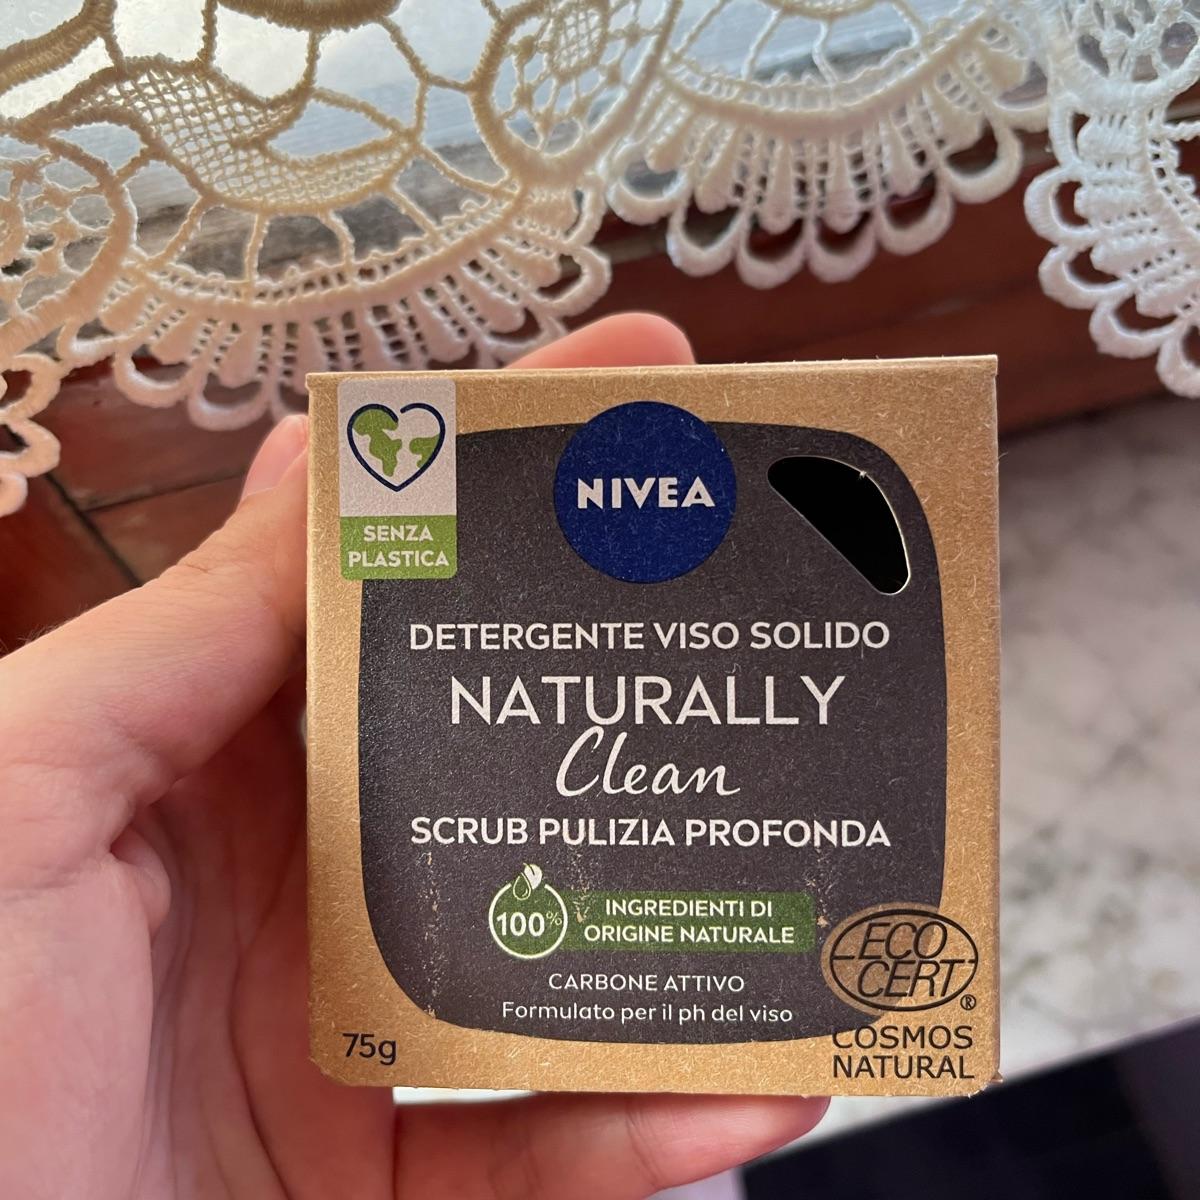 NIVEA
SENZA
PLASTICA
DETERGENTE VISO SOLIDO
NATURALLY
Clean
SCRUB PULIZIA PROFONDA
100%
INGREDIENTI DI
ORIGINE NATURALE
CARBONE ATTIVO
Formulato per il ph del viso
75g
ECO
CERT®
COSMOS
NATURAL